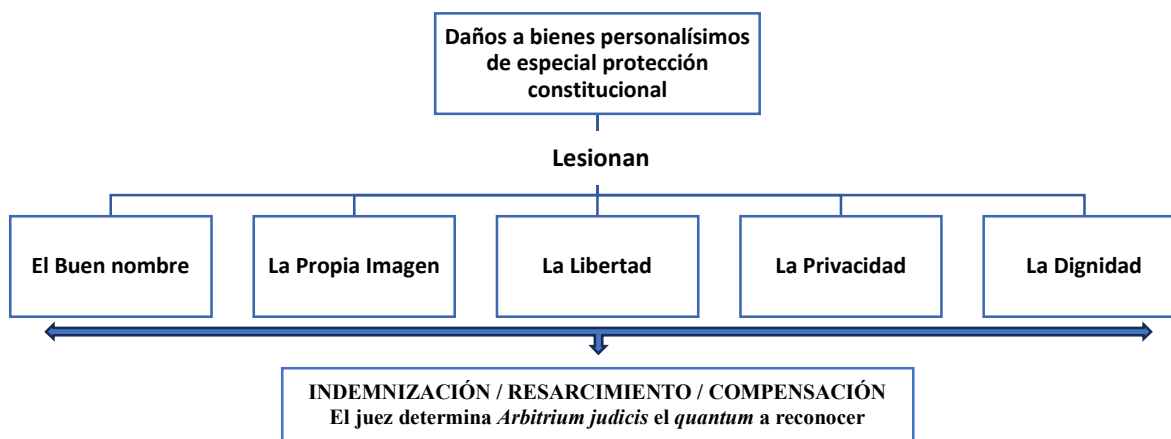 Daños a bienes personalísimos
de especial protección
constitucional
Lesionan
El Buen nombre
La Propia Imagen
La Libertad
La Privacidad
La Dignidad
INDEMNIZACIÓN / RESARCIMIENTO / COMPENSACIÓN
El juez determina Arbitrium judicis el quantum a reconocer